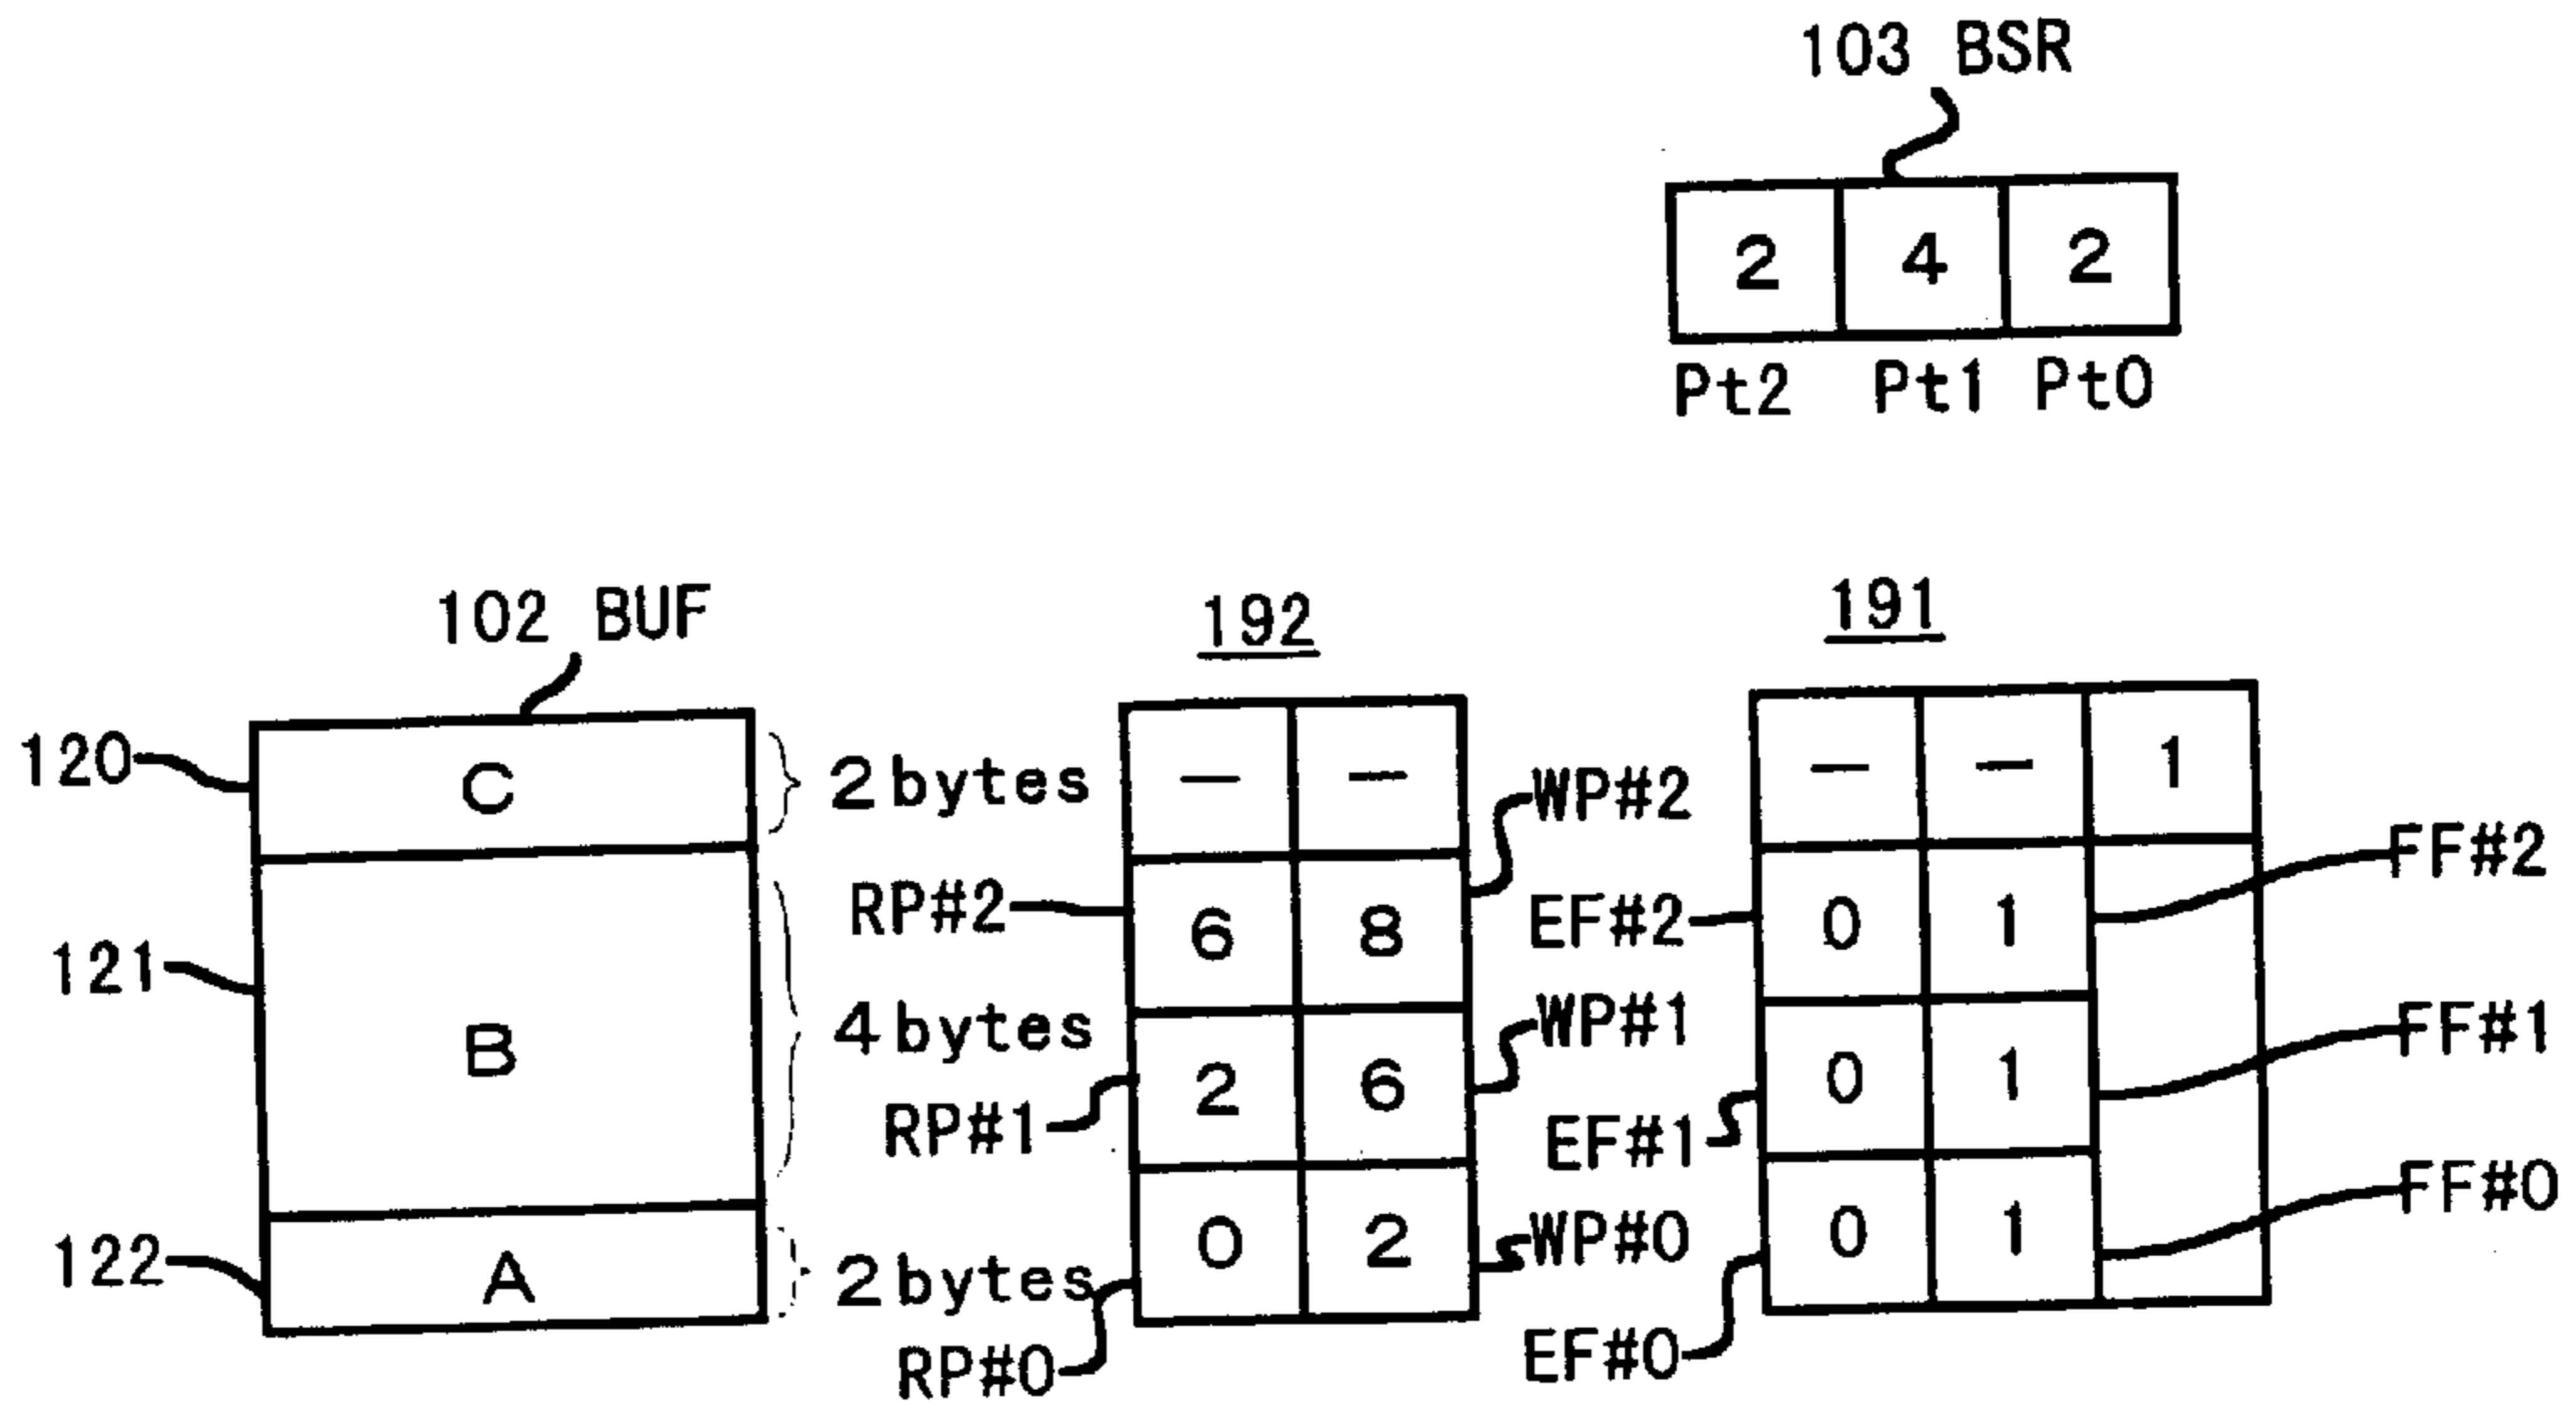 103 BSR
2 4 2
Pt2 Pt1 Pt0
102 BUF
192
191
120
C
2 bytes
— —
WP#2
— — 1
FF#2
121
B
4 bytes
RP#2
6 8
EF#2
0 1
WP#1
FF#1
RP#1
2 6
EF#1
0 1
122
A
2 bytes
RP#0
0 2
WP#0
EF#0
0 1
FF#0